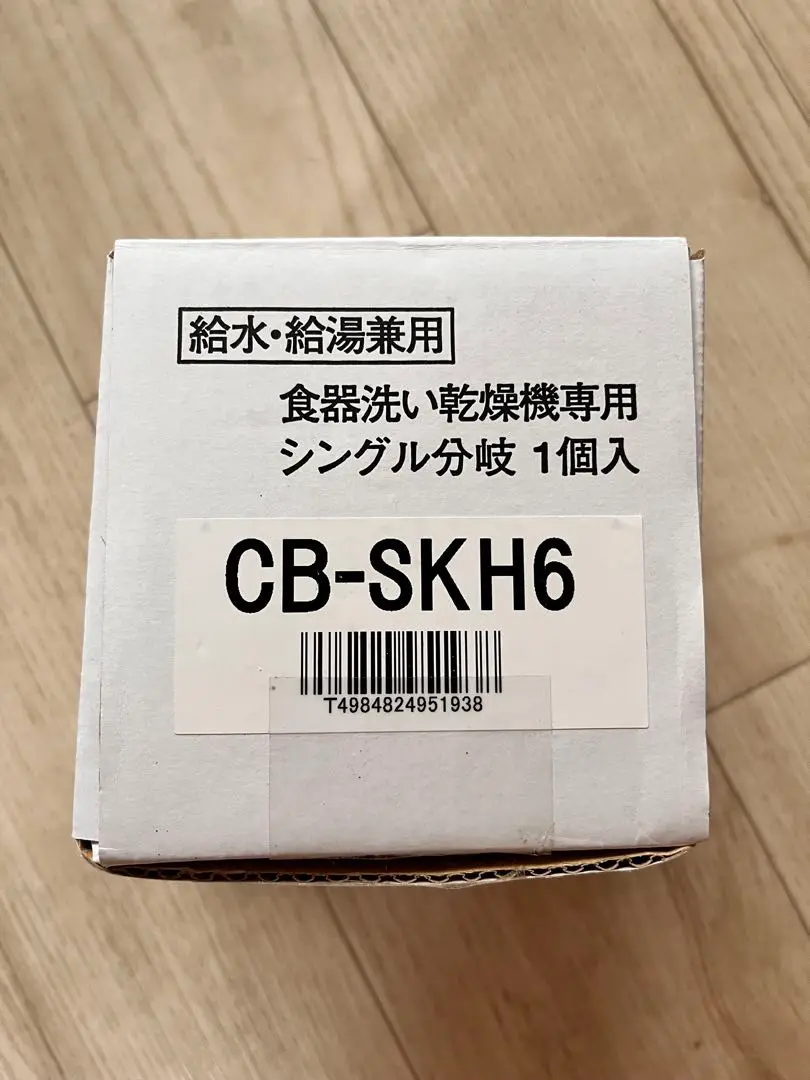 給水・給湯兼用
食器洗い乾燥機専用
シングル分岐 1個入
CB-SKH6
T4984824951938